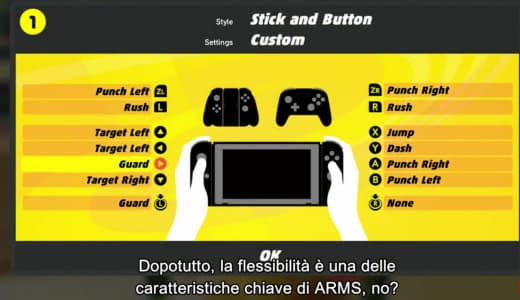 1
Style Stick and Button
Settings Custom
Punch Left ZL
Rush L
Target Left
Target Left
Guard
Target Right
Guard L
ZR Punch Right
R Rush
X Jump
Y Dash
A Punch Right
B Punch Left
R None
OK
Dopotutto, la flessibilità è una delle
caratteristiche chiave di ARMS, no?